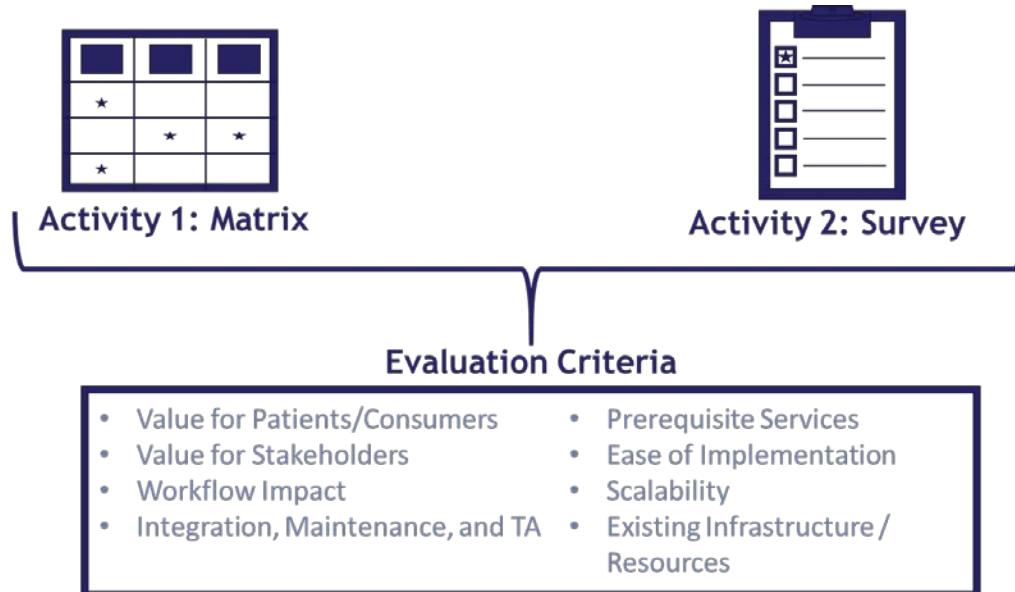 Activity 1: Matrix
Activity 2: Survey
Evaluation Criteria
• Value for Patients/Consumers
• Value for Stakeholders
• Workflow Impact
• Integration, Maintenance, and TA
• Prerequisite Services
• Ease of Implementation
• Scalability
• Existing Infrastructure /
Resources